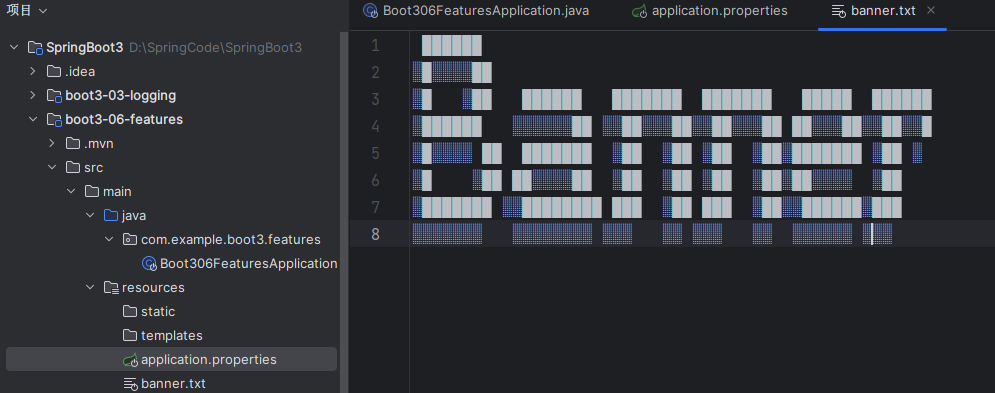 项目
SpringBoot3 D:\SpringCode\SpringBoot3
.idea
boot3-03-logging
boot3-06-features
.mvn
src
main
java
com.example.boot3.features
Boot306FeaturesApplication
resources
static
templates
application.properties
banner.txt
Boot306FeaturesApplication.java application.properties banner.txt
1
2
3
4
5
6
7
8
Banner